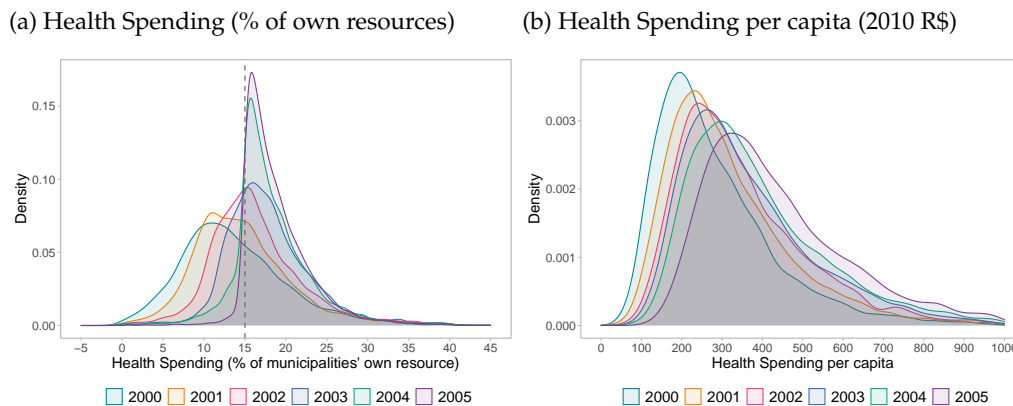 (a) Health Spending (% of own resources)
0.15
0.10
0.05
0.00
Density
-5 0 5 10 15 20 25 30 35 40 45
Health Spending (% of municipalities' own resource)
2000 2001 2002 2003 2004 2005
(b) Health Spending per capita (2010 R$)
0.003
0.002
0.001
0.000
Density
0 100 200 300 400 500 600 700 800 900 1000
Health Spending per capita
2000 2001 2002 2003 2004 2005